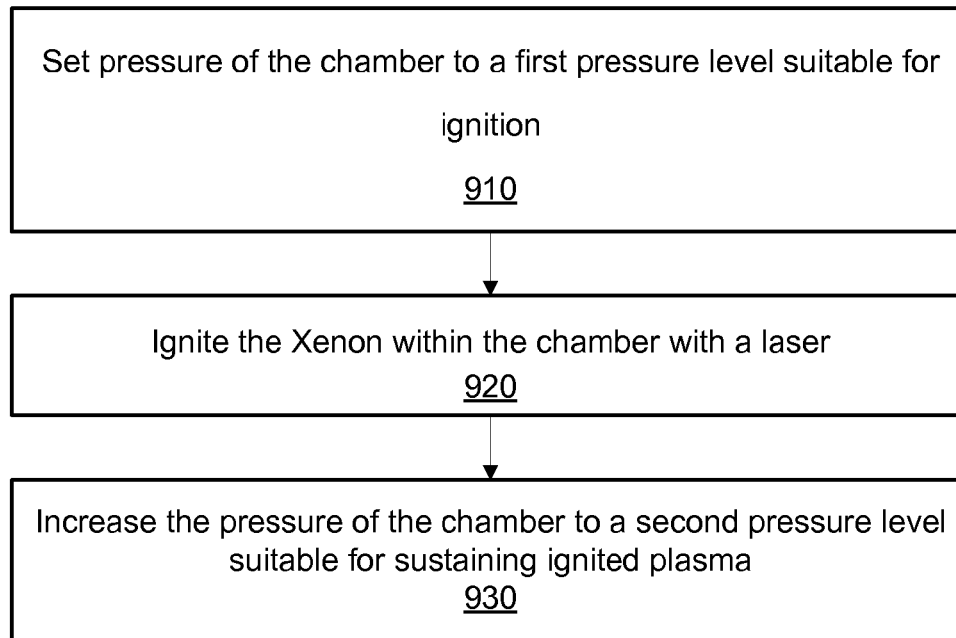 Set pressure of the chamber to a first pressure level suitable for
ignition
910
Ignite the Xenon within the chamber with a laser
920
Increase the pressure of the chamber to a second pressure level
suitable for sustaining ignited plasma
930